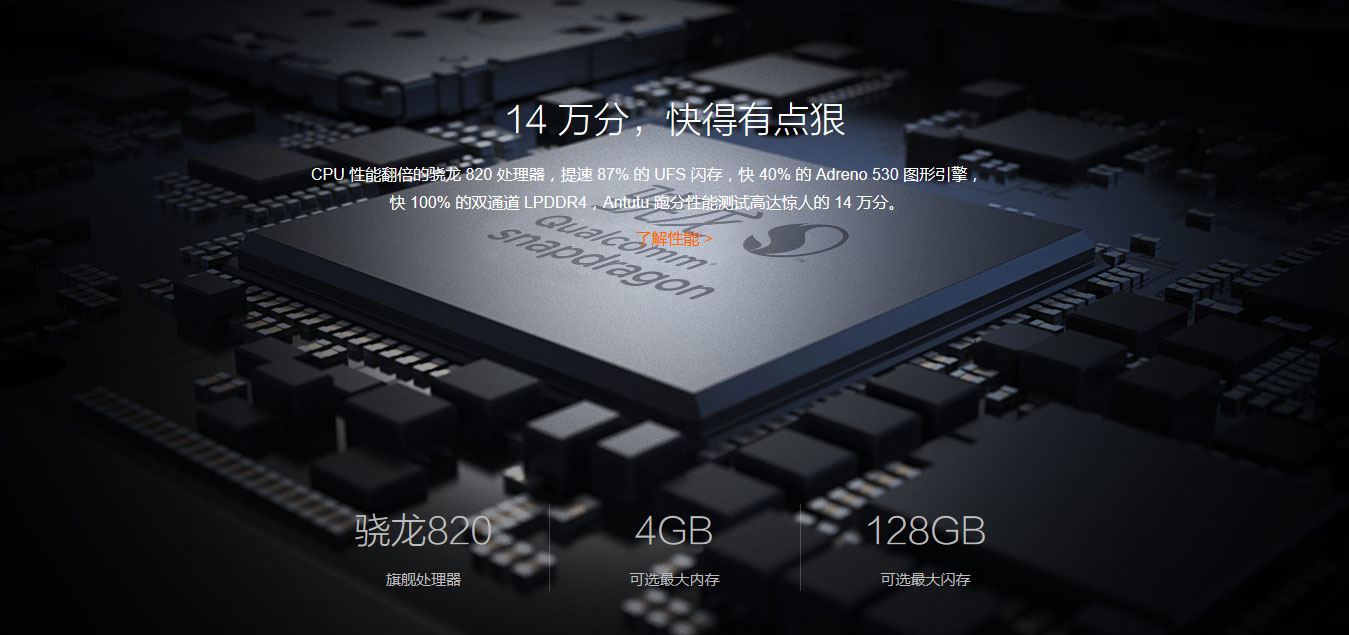 14 万分，快得有点狠
CPU 性能翻倍的骁龙 820 处理器，提速 87% 的 UFS 闪存，快 40% 的 Adreno 530 图形引擎，
快 100% 的双通道 LPDDR4，Antutu 跑分性能测试高达惊人的 14 万分。
了解性能 >
Qualcomm
snapdragon
骁龙820
4GB
128GB
旗舰处理器
可选最大内存
可选最大闪存